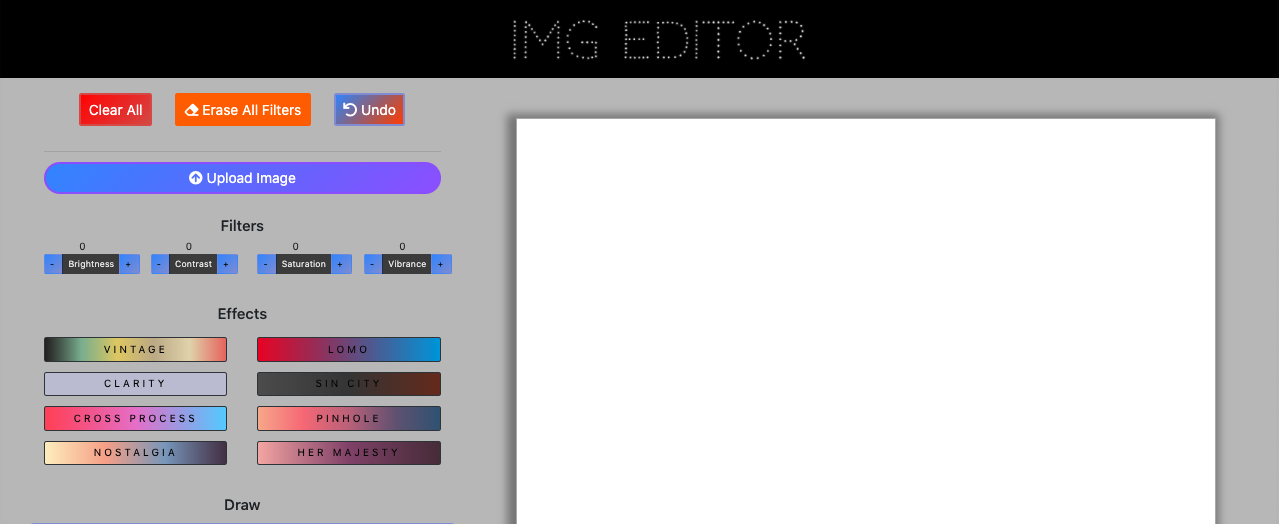 IMG EDITOR
Clear All Erase All Filters Undo
Upload Image
Filters
0 0 0 0
- Brightness + - Contrast + - Saturation + - Vibrance +
Effects
VINTAGE LOMO
CLARITY SIN CITY
CROSS PROCESS PINHOLE
NOSTALGIA HER MAJESTY
Draw